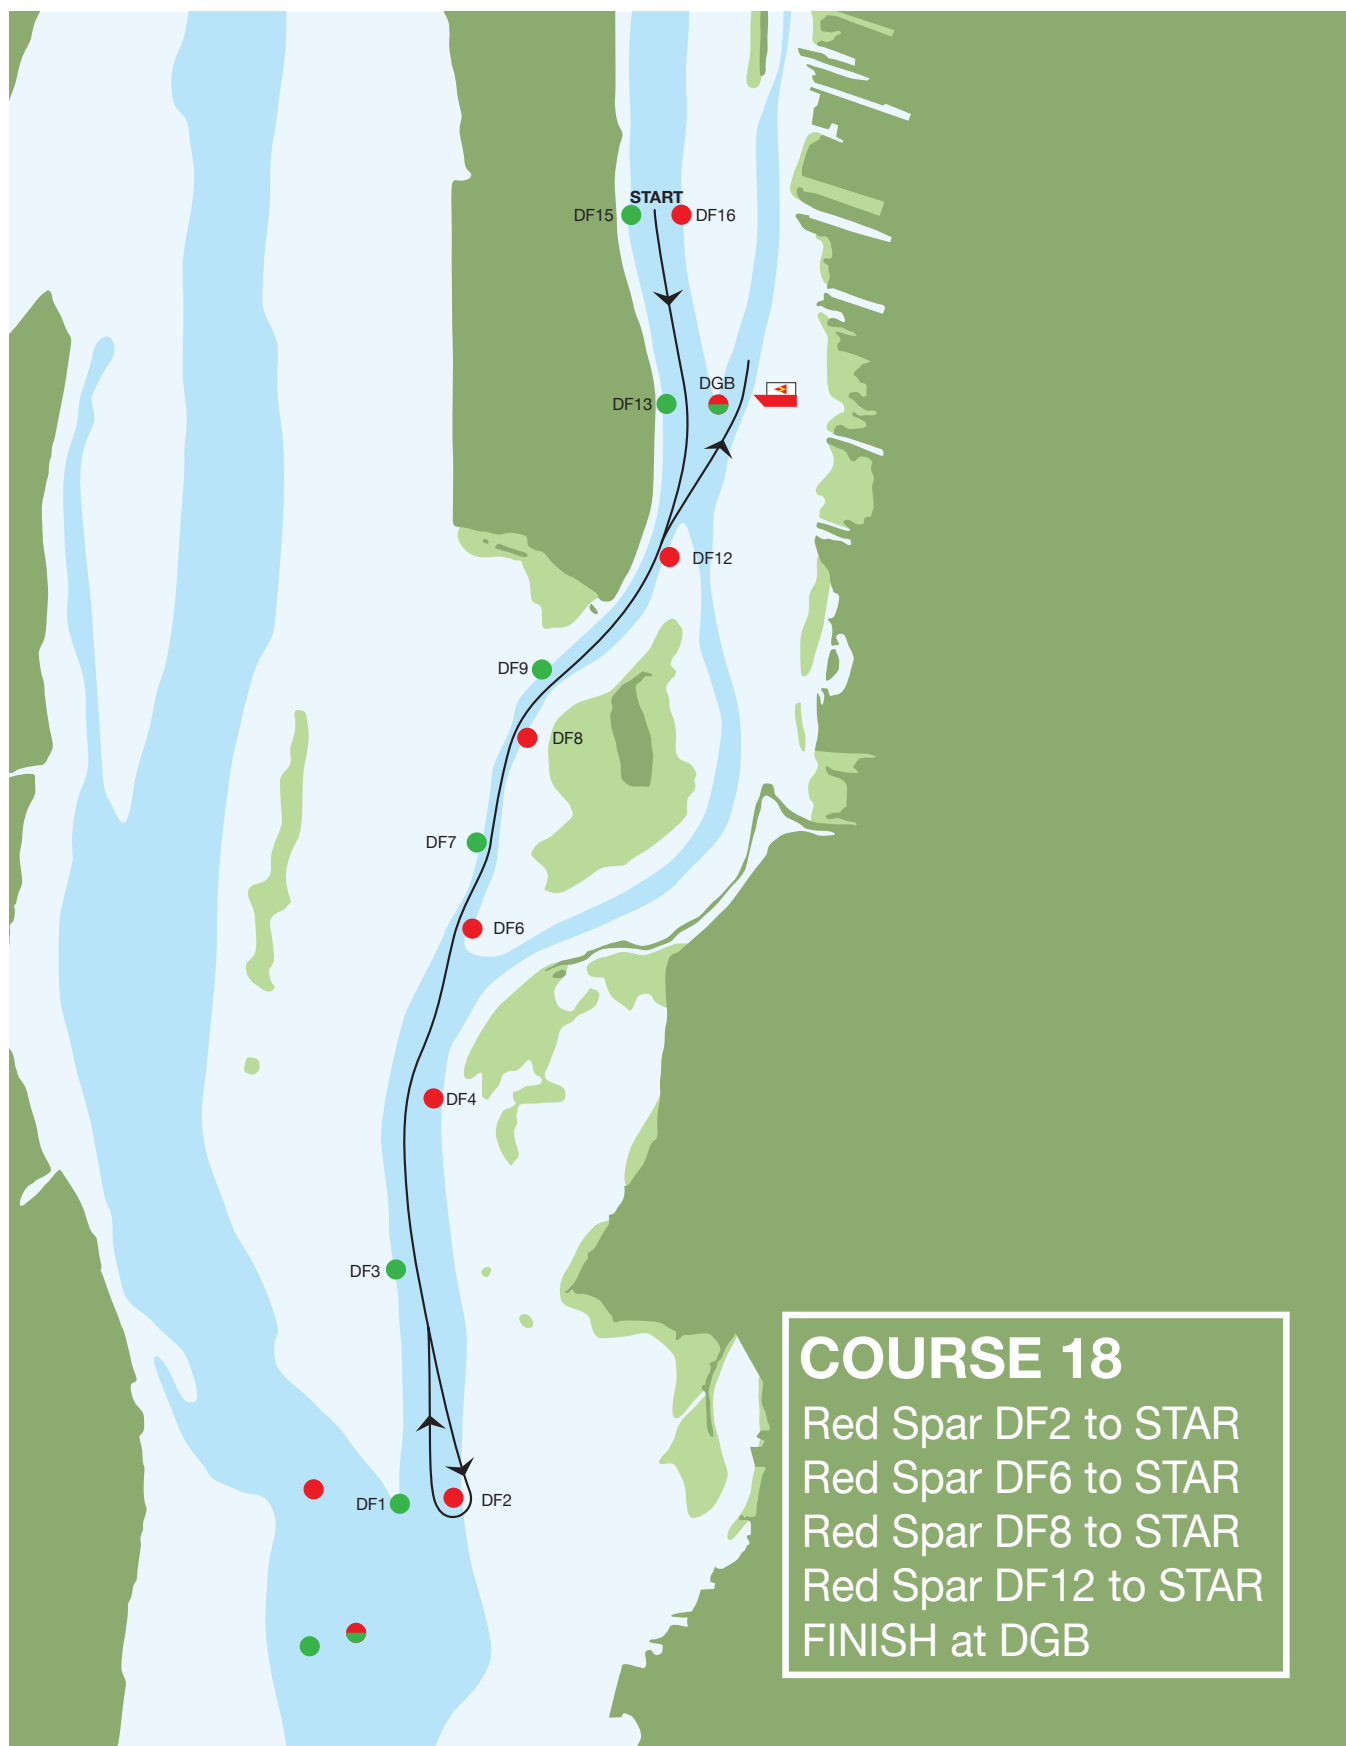 START
DF15
DF16
DGB
DF13
DF12
DF9
DF8
DF7
DF6
DF4
DF3
DF1
DF2
COURSE 18
Red Spar DF2 to STAR
Red Spar DF6 to STAR
Red Spar DF8 to STAR
Red Spar DF12 to STAR
FINISH at DGB